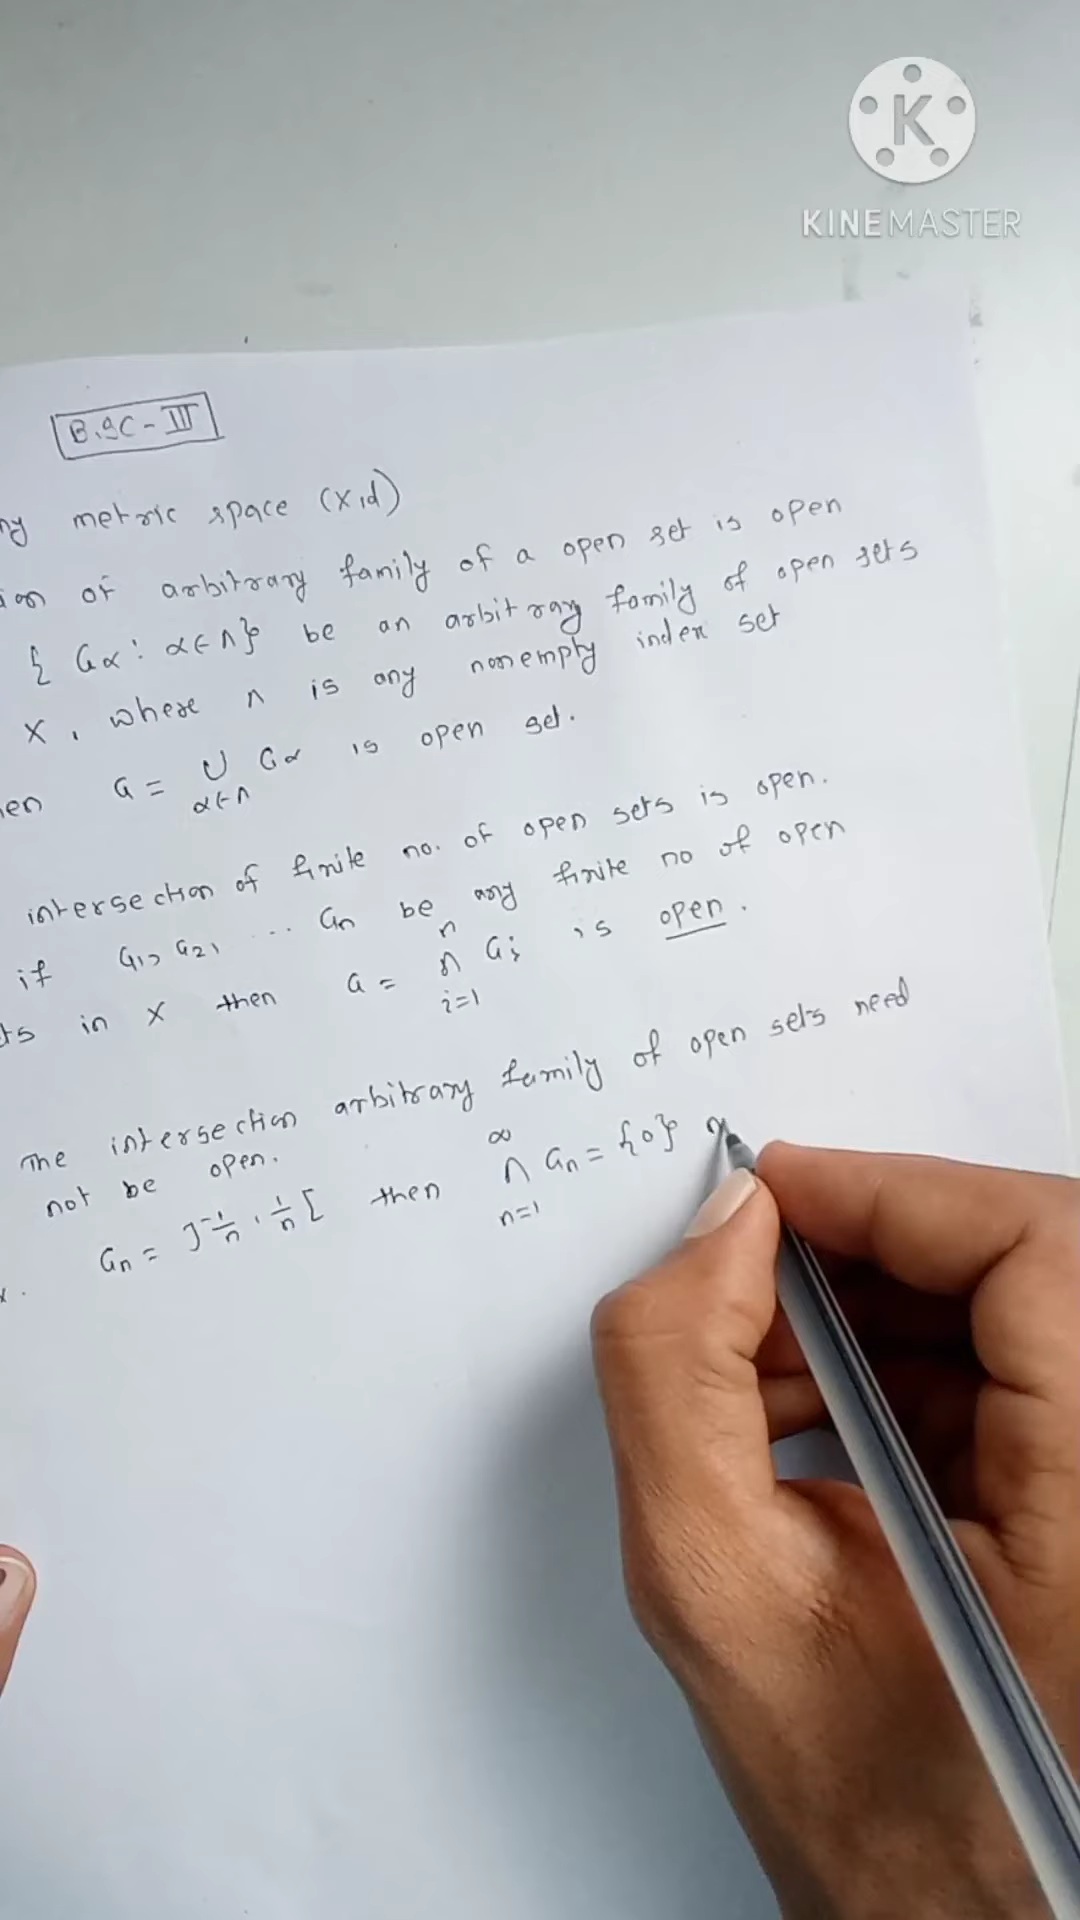 KINEMASTER
B.SC-III
metric space (X,d)
of arbitrary family of a open set is open
{ Gα : α∈Λ} be an arbitrary family of open sets
X, where Λ is any nonempty index set
G = ∪ Gα is open set.
α∈Λ
intersection of finite no. of open sets is open.
if G1, G2, ... Gn be any finite no of open
in X then G = n∩i=1 Gi is open.
The intersection arbitrary family of open sets need
not be open.
Gn = ]-1/n, 1/n[ then ∞∩n=1 Gn = {0}